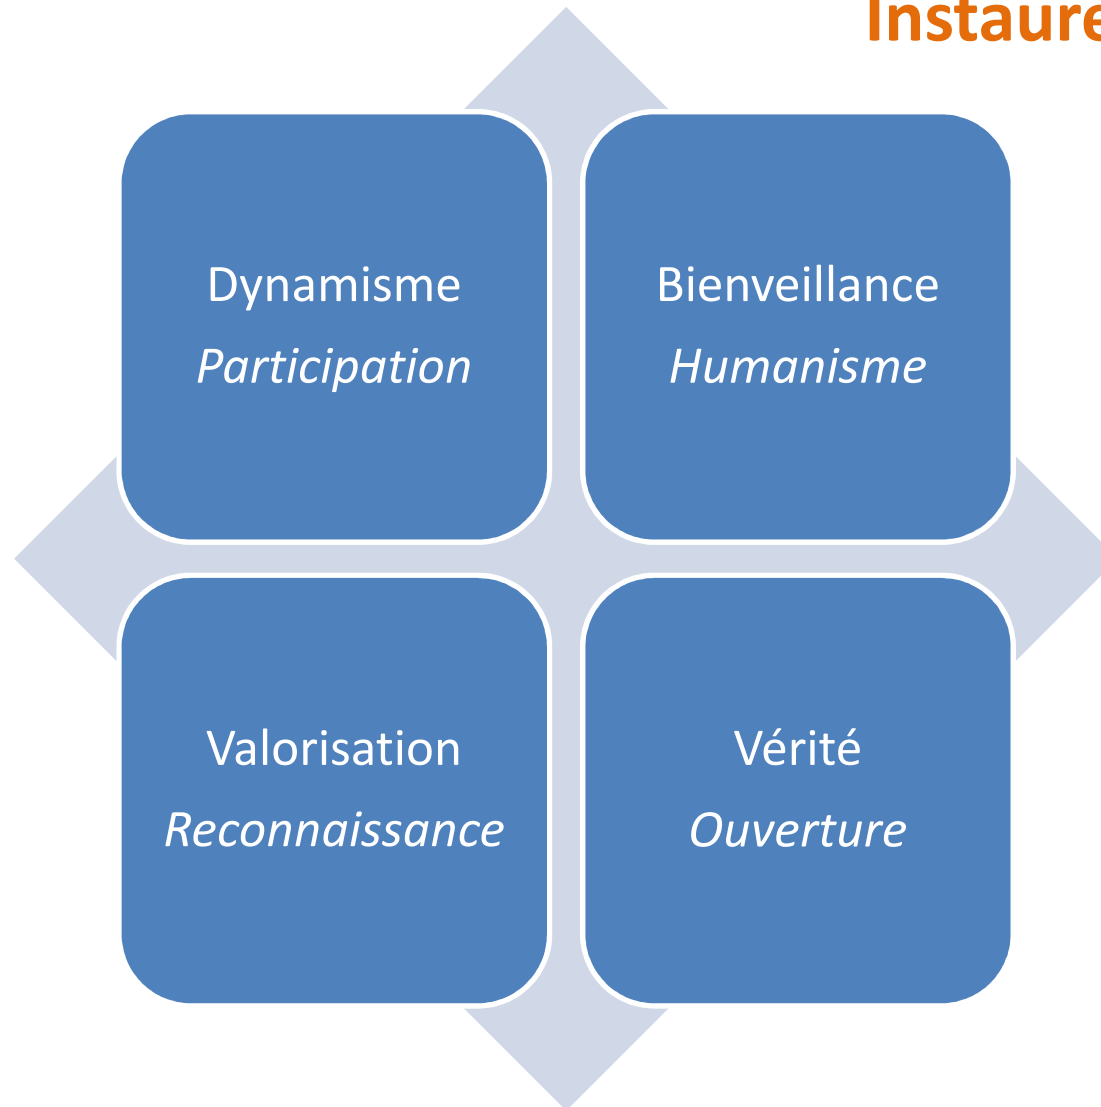 Instaure
Dynamisme
Participation
Bienveillance
Humanisme
Valorisation
Reconnaissance
Vérité
Ouverture